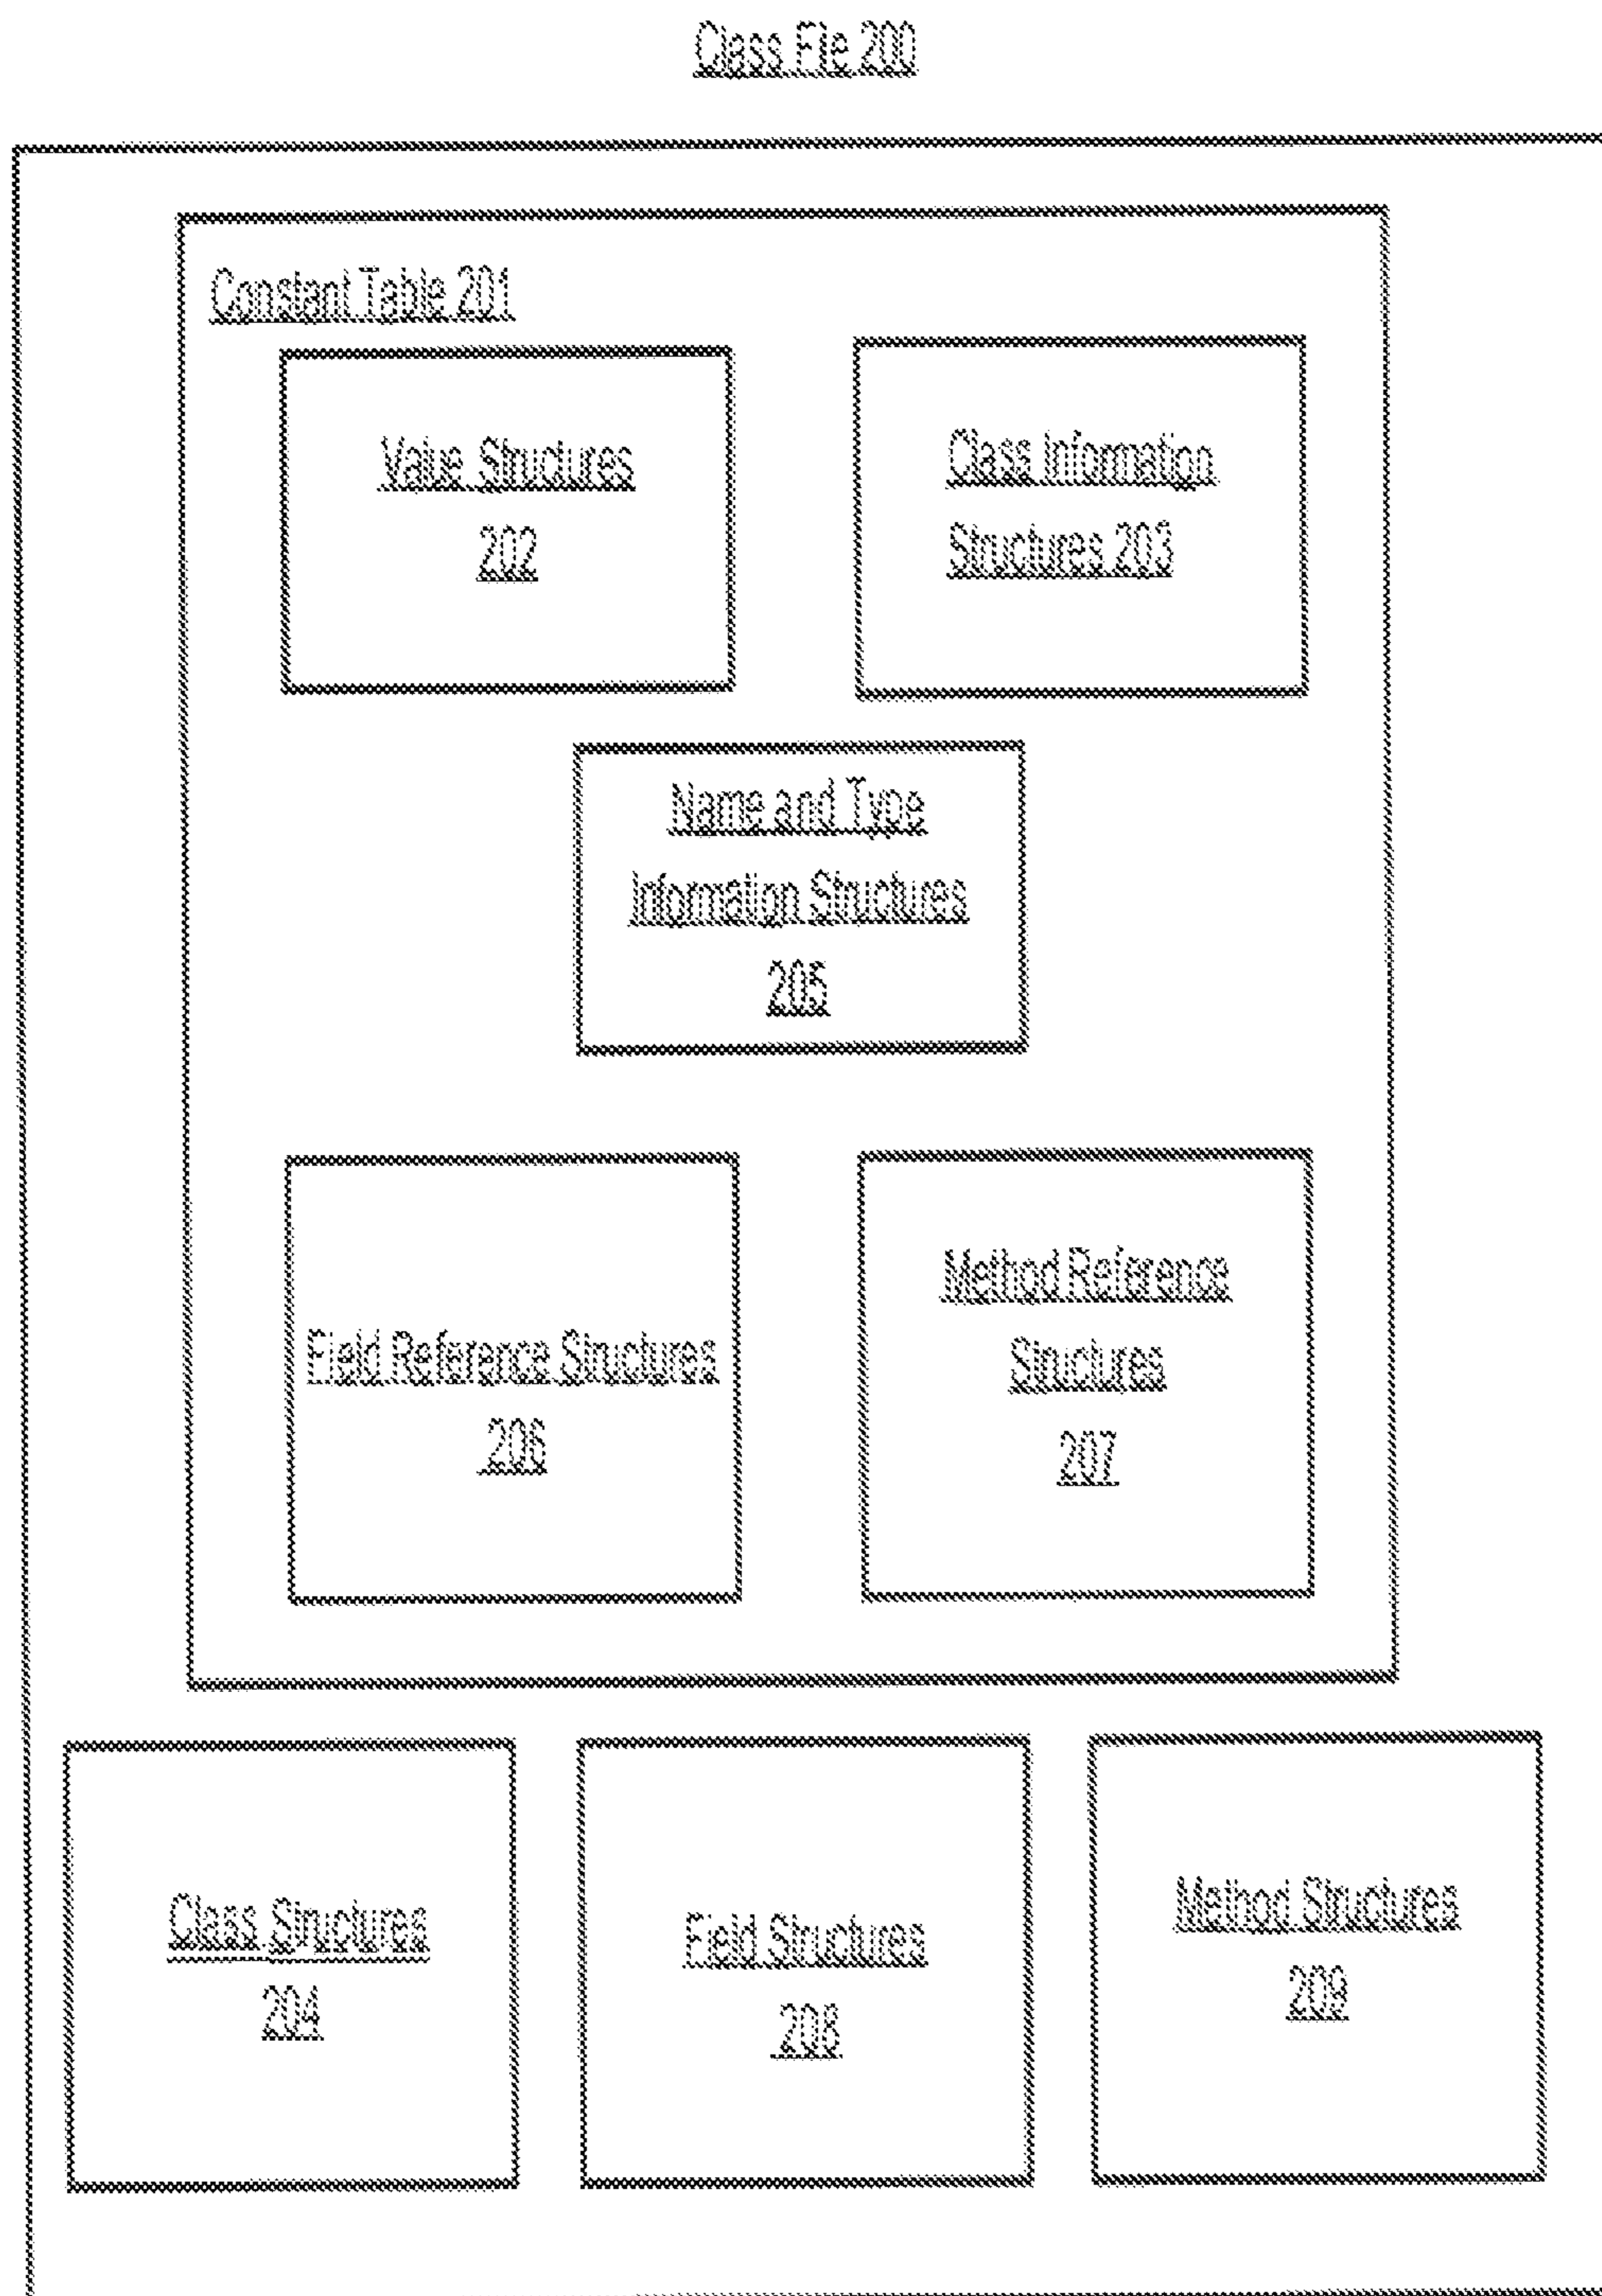 Class File 200
Constant Table 201
Value Structures
202
Class Information
Structures 203
Name and Type
Information Structures
205
Field Reference Structures
206
Method Reference
Structures
207
Class Structures
204
Field Structures
208
Method Structures
209